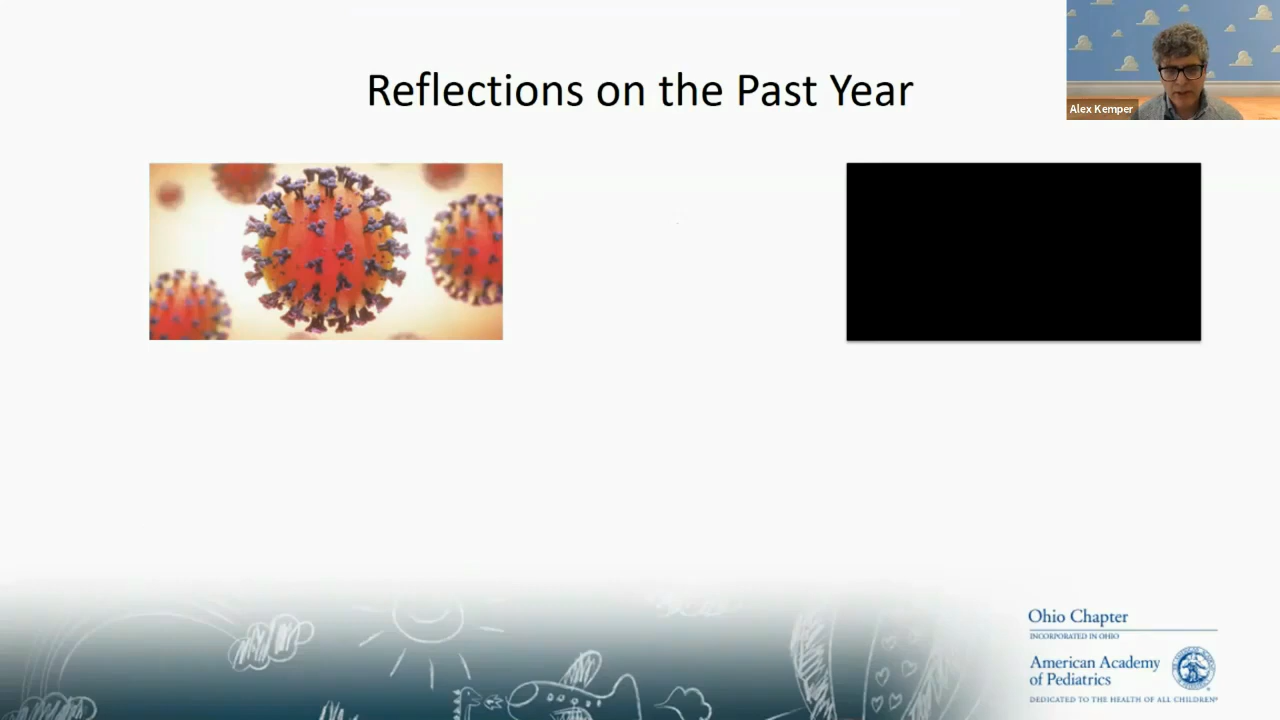 Reflections on the Past Year
Alex Kemper
Ohio Chapter
INCORPORATED IN OHIO
American Academy
of Pediatrics
DEDICATED TO THE HEALTH OF ALL CHILDREN®